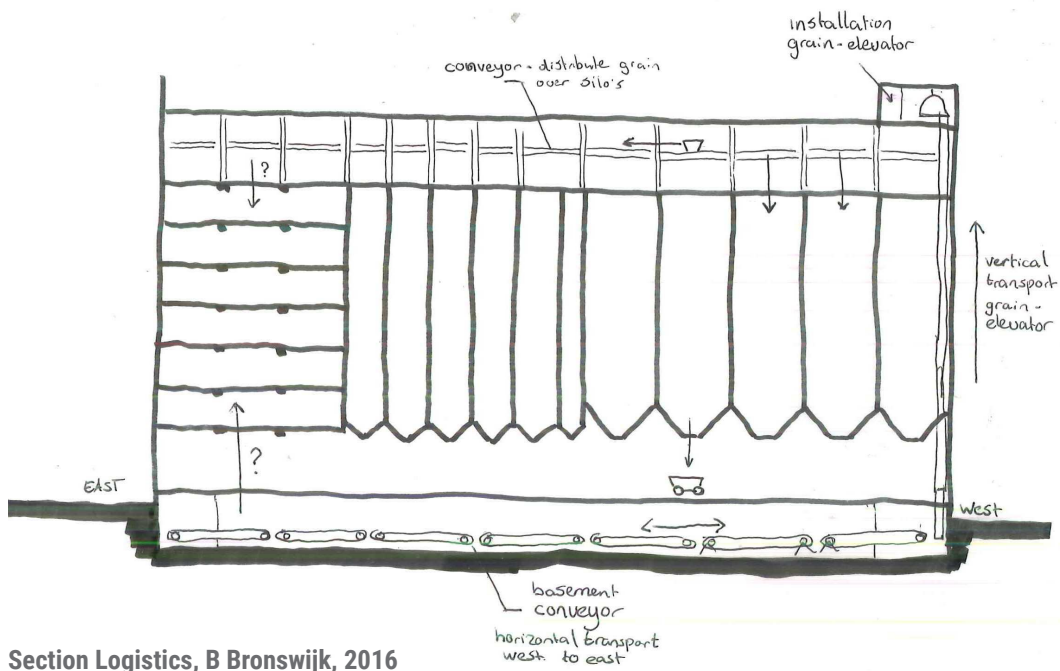 installation
grain-elevator
conveyor - distribute grain
over silo's
?
vertical
transport
grain-
elevator
?
EAST
West
basement
conveyor
horizontal transport
west to east
Section Logistics, B Bronswijk, 2016